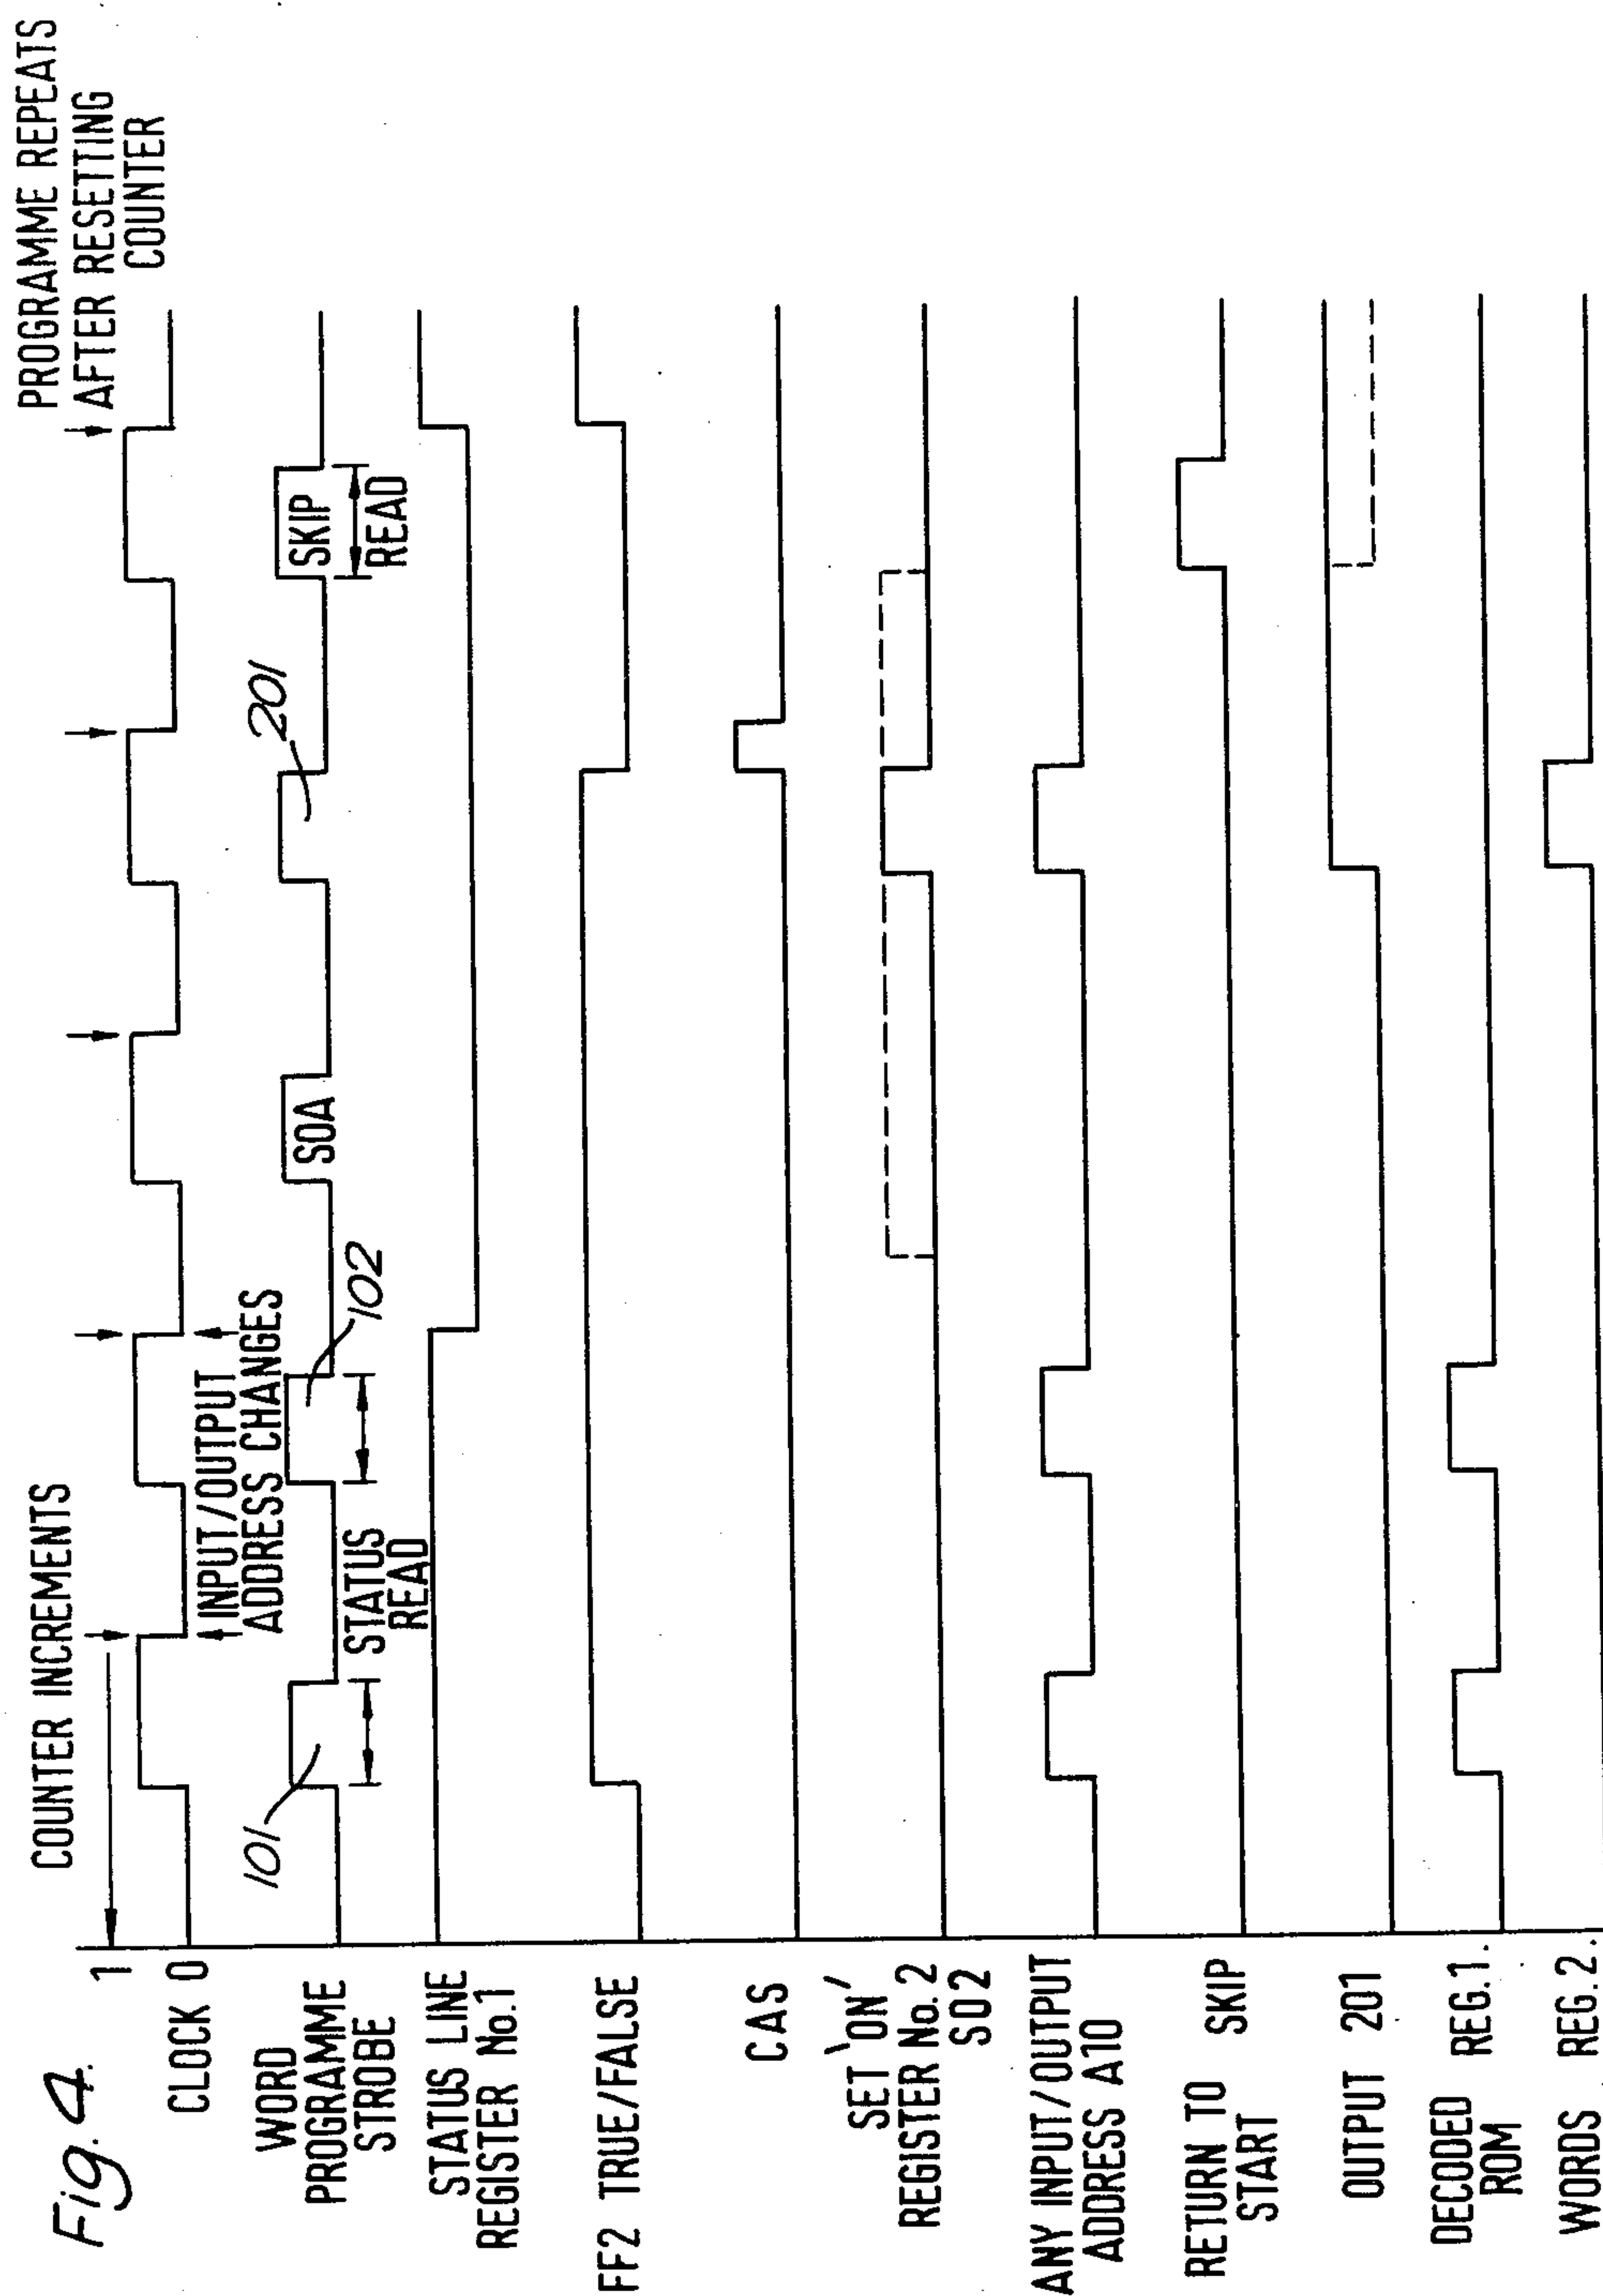 Fig. 4.
COUNTER INCREMENTS
PROGRAMME REPEATS
AFTER RESETTING
COUNTER
1
CLOCK 0
INPUT/OUTPUT
ADDRESS CHANGES
WORD
PROGRAMME
STROBE
101
102
SOA
201
SKIP
READ
STATUS
READ
STATUS LINE
REGISTER No.1
FF2 TRUE/FALSE
CAS
SET 'ON'
REGISTER No. 2
SO2
ANY INPUT/OUTPUT
ADDRESS A10
RETURN TO SKIP
START
OUTPUT 201
DECODED REG.1.
ROM
WORDS REG.2.